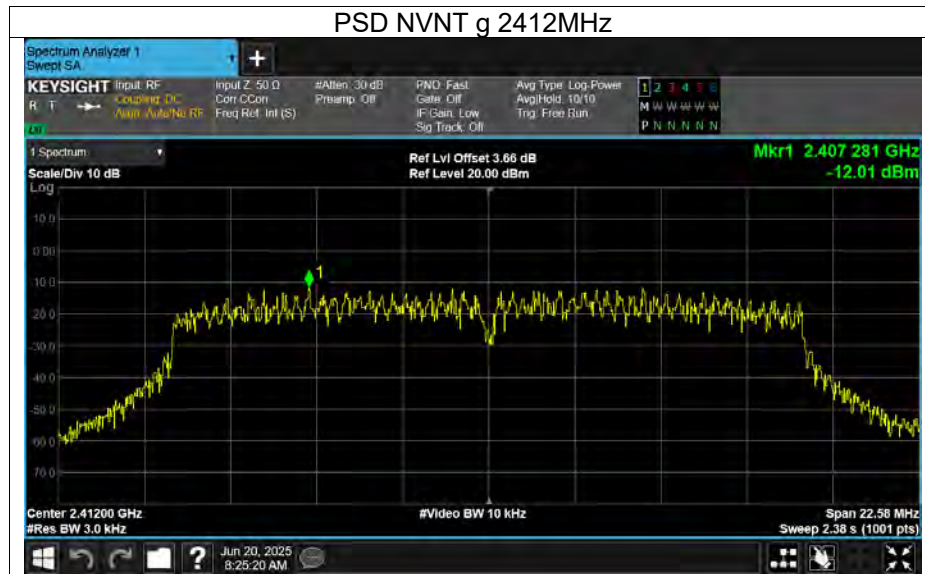 PSD NVNT g 2412MHz
Spectrum Analyzer 1
Swept SA
+
KEYSIGHT
R T
Input: RF
Coupling: DC
Align: Auto/No RF
Input Z: 50 Ω
Corr CCorr
Freq Ref: Int (S)
#Atten: 30 dB
Preamp: Off
PNO: Fast
Gate: Off
IF Gain: Low
Sig Track: Off
Avg Type: Log-Power
Avg|Hold: 10/10
Trig: Free Run
1 2 3 4 5 6
M W W W W W
P N N N N N
1 Spectrum
Scale/Div 10 dB
Log
Ref Lvl Offset 3.66 dB
Ref Level 20.00 dBm
Mkr1 2.407 281 GHz
-12.01 dBm
10.0
0.00
-10.0
-20.0
-30.0
-40.0
-50.0
-60.0
-70.0
1
Center 2.41200 GHz
#Res BW 3.0 kHz
#Video BW 10 kHz
Span 22.58 MHz
Sweep 2.38 s (1001 pts)
?
Jun 20, 2025
8:25:20 AM